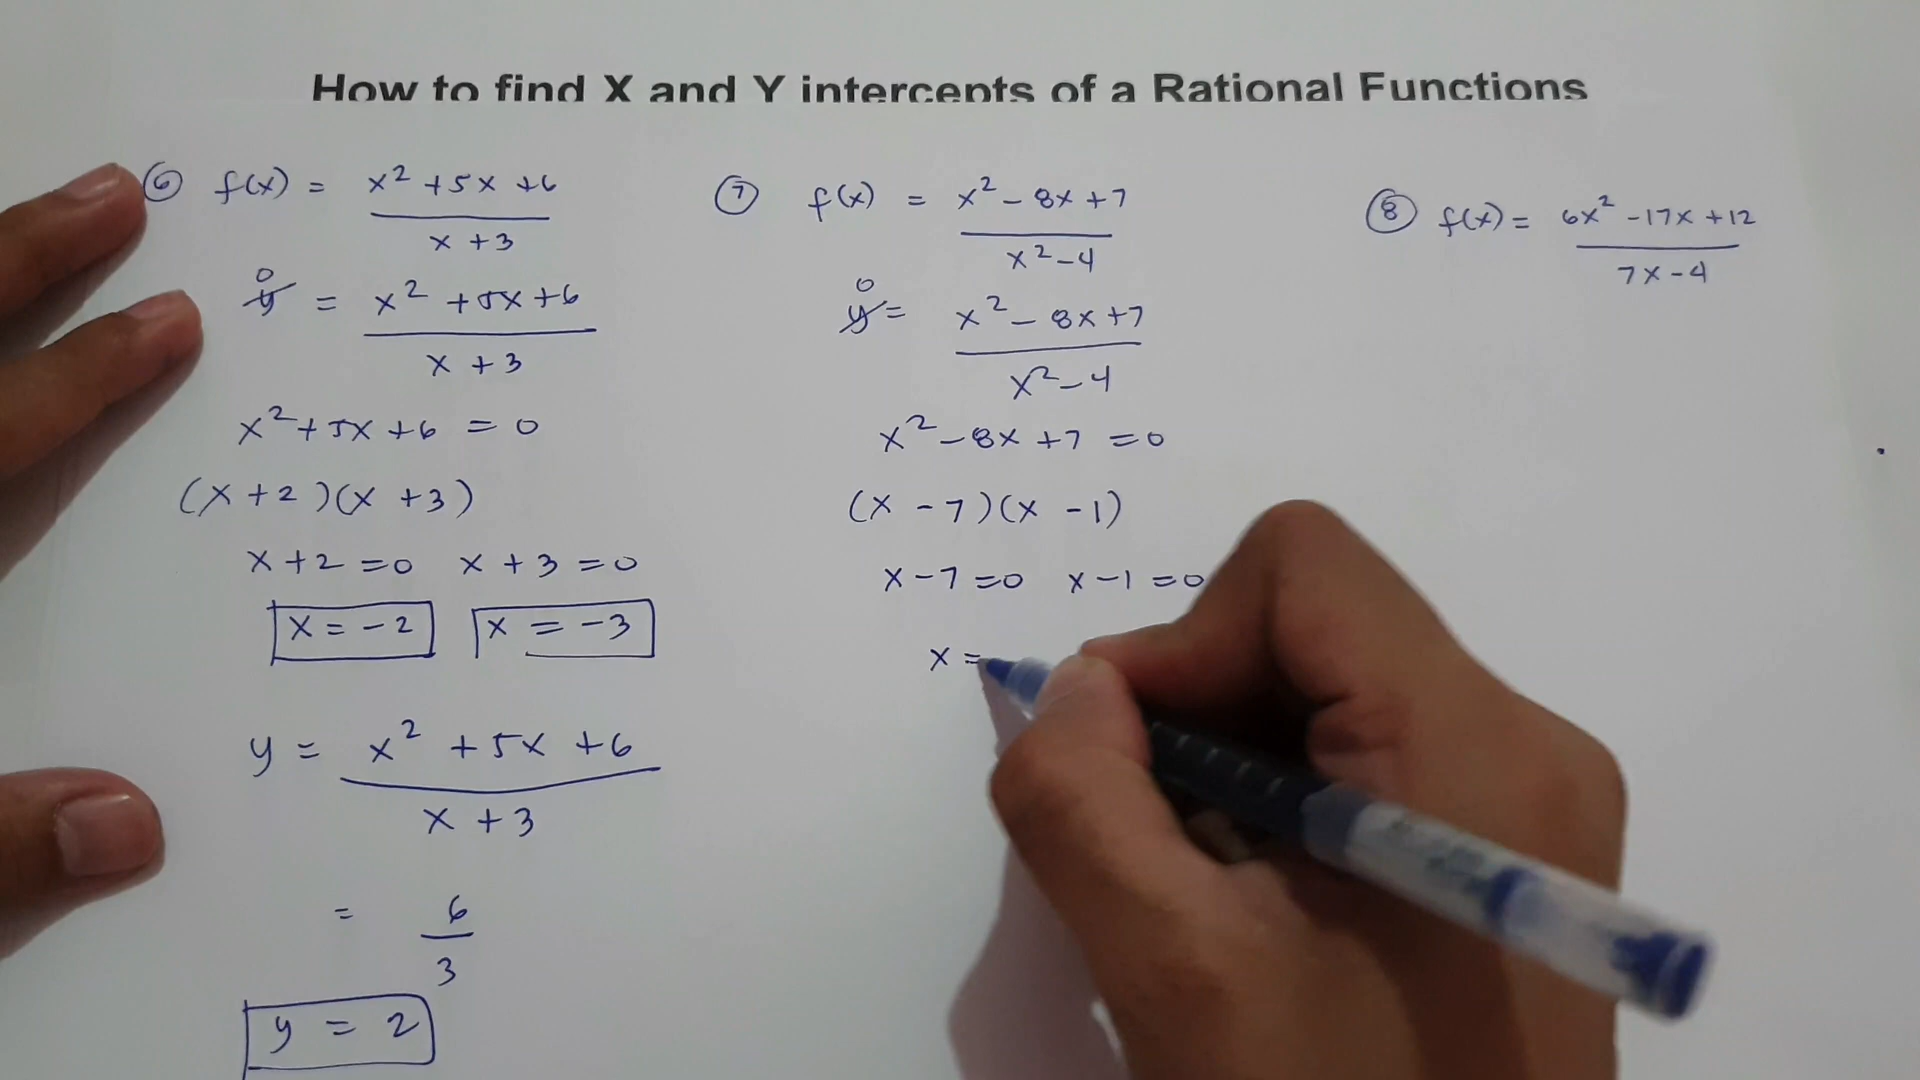 How to find X and Y intercepts of a Rational Functions
⑥ f(x) = x² + 5x + 6
x + 3
0
y = x² + 5x + 6
x + 3
x² + 5x + 6 = 0
(x + 2)(x + 3)
x + 2 = 0 x + 3 = 0
x = -2 x = -3
y = x² + 5x + 6
x + 3
= 6
3
y = 2
⑦ f(x) = x² - 8x + 7
x² - 4
0
y = x² - 8x + 7
x² - 4
x² - 8x + 7 = 0
(x - 7)(x - 1)
x - 7 = 0 x - 1 = 0
x =
⑧ f(x) = 6x² - 17x + 12
7x - 4